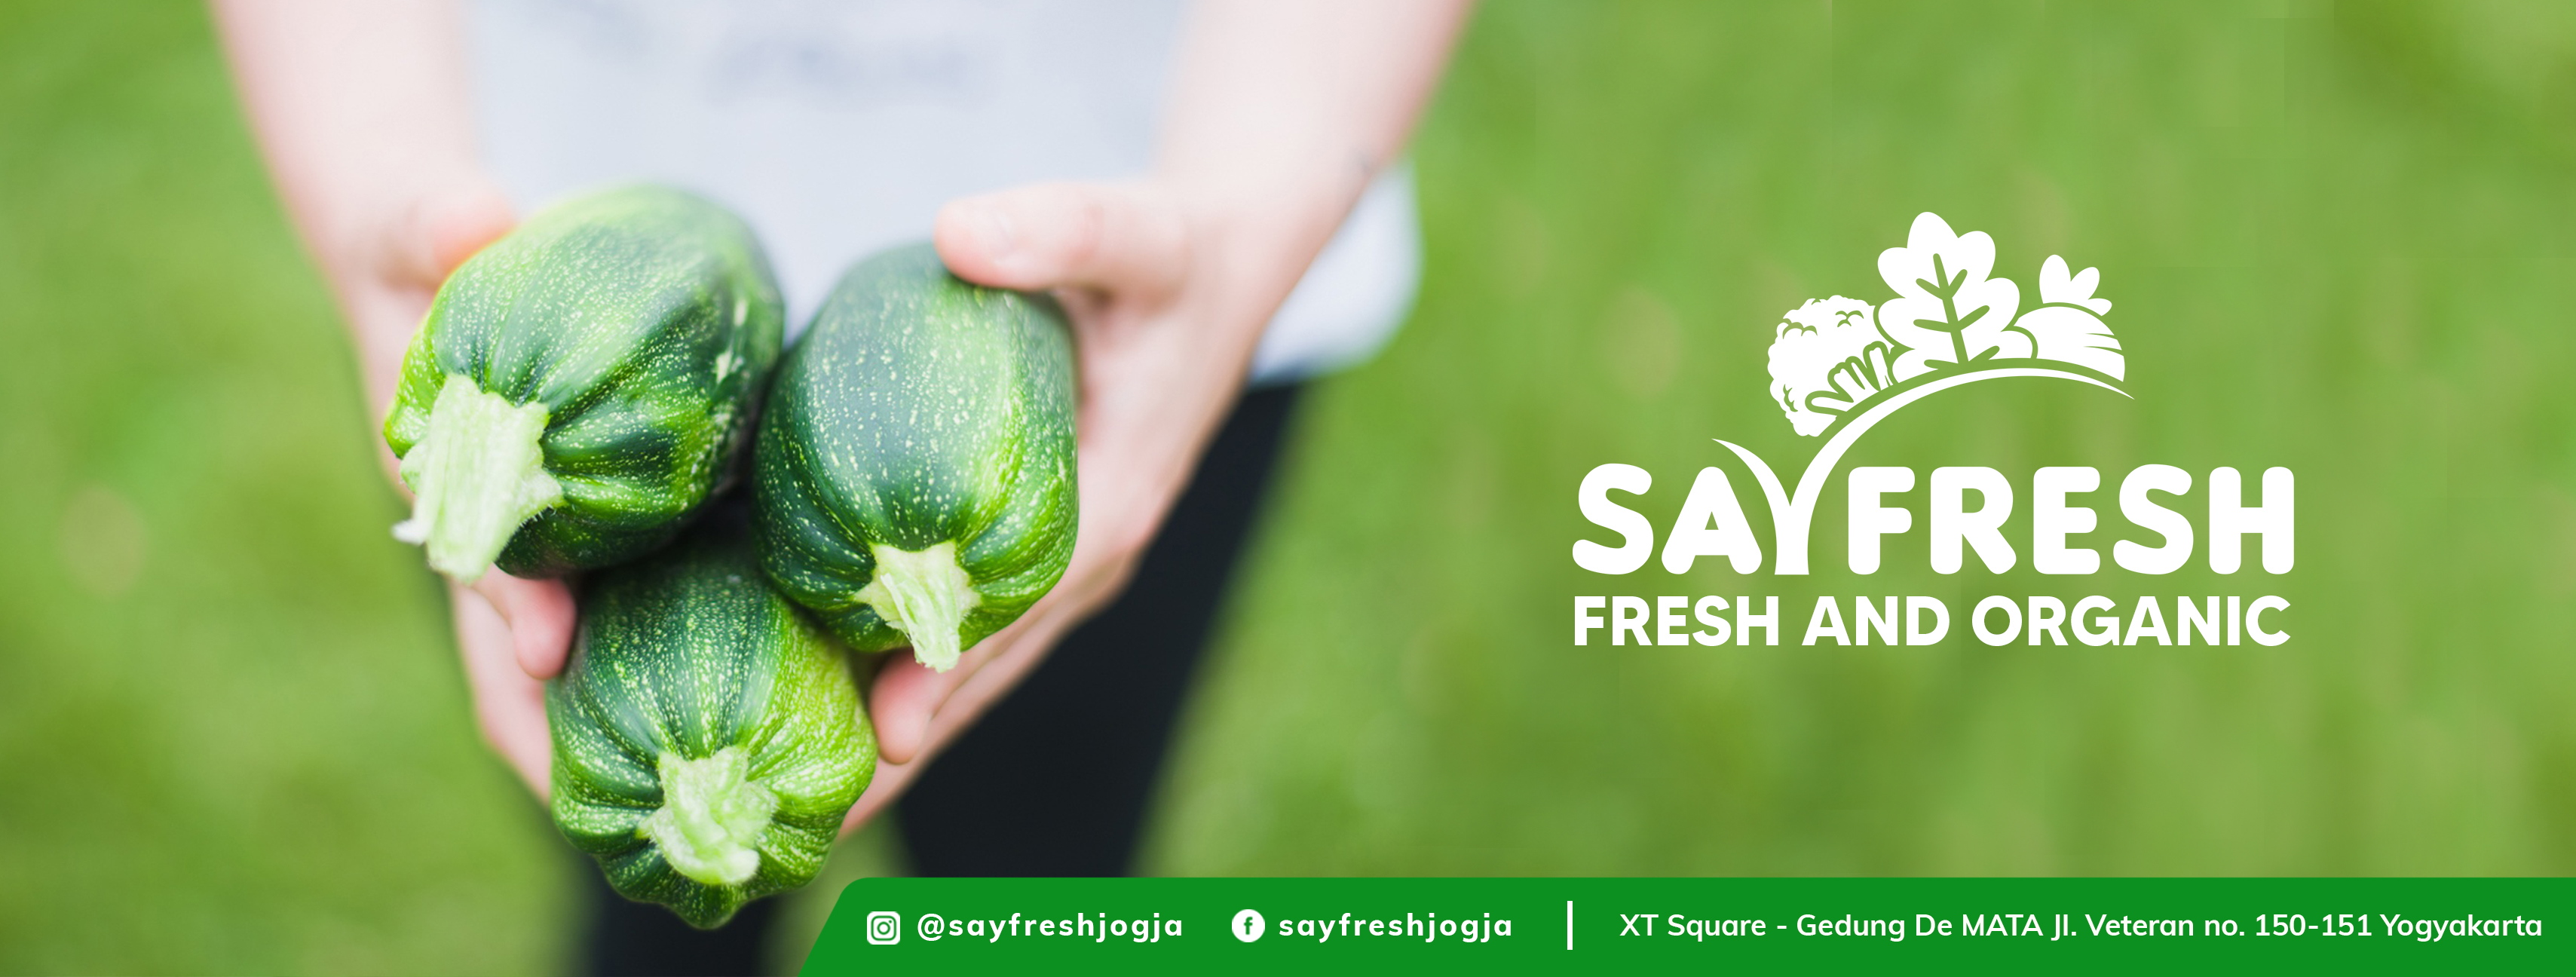 SAYFRESH
FRESH AND ORGANIC
@sayfreshjogja sayfreshjogja XT Square - Gedung De MATA Jl. Veteran no. 150-151 Yogyakarta